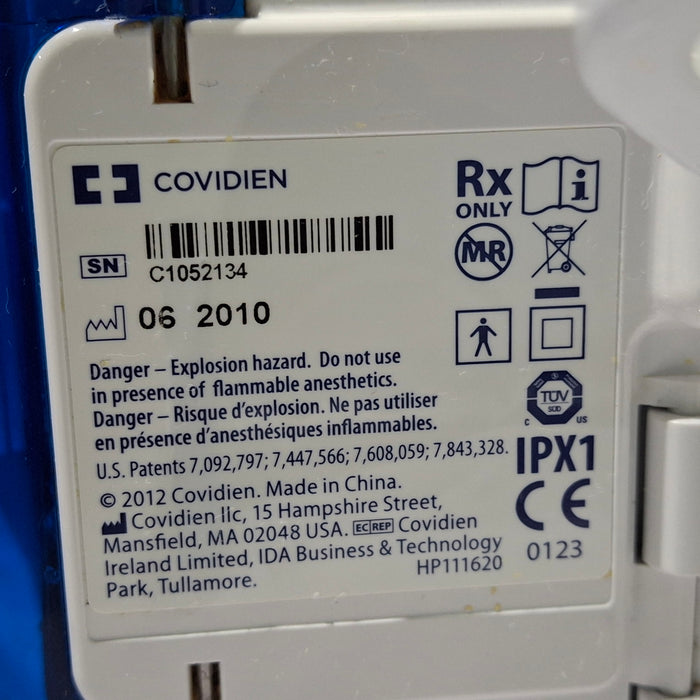 COVIDIEN
Rx
ONLY
i
SN
C1052134
MR
06 2010
Danger – Explosion hazard. Do not use
in presence of flammable anesthetics.
Danger – Risque d'explosion. Ne pas utiliser
en présence d'anesthésiques inflammables.
U.S. Patents 7,092,797; 7,447,566; 7,608,059; 7,843,328.
TÜV
SÜD
C US
IPX1
CE
0123
© 2012 Covidien. Made in China.
Covidien llc, 15 Hampshire Street,
Mansfield, MA 02048 USA. EC REP Covidien
Ireland Limited, IDA Business & Technology
Park, Tullamore.
HP111620